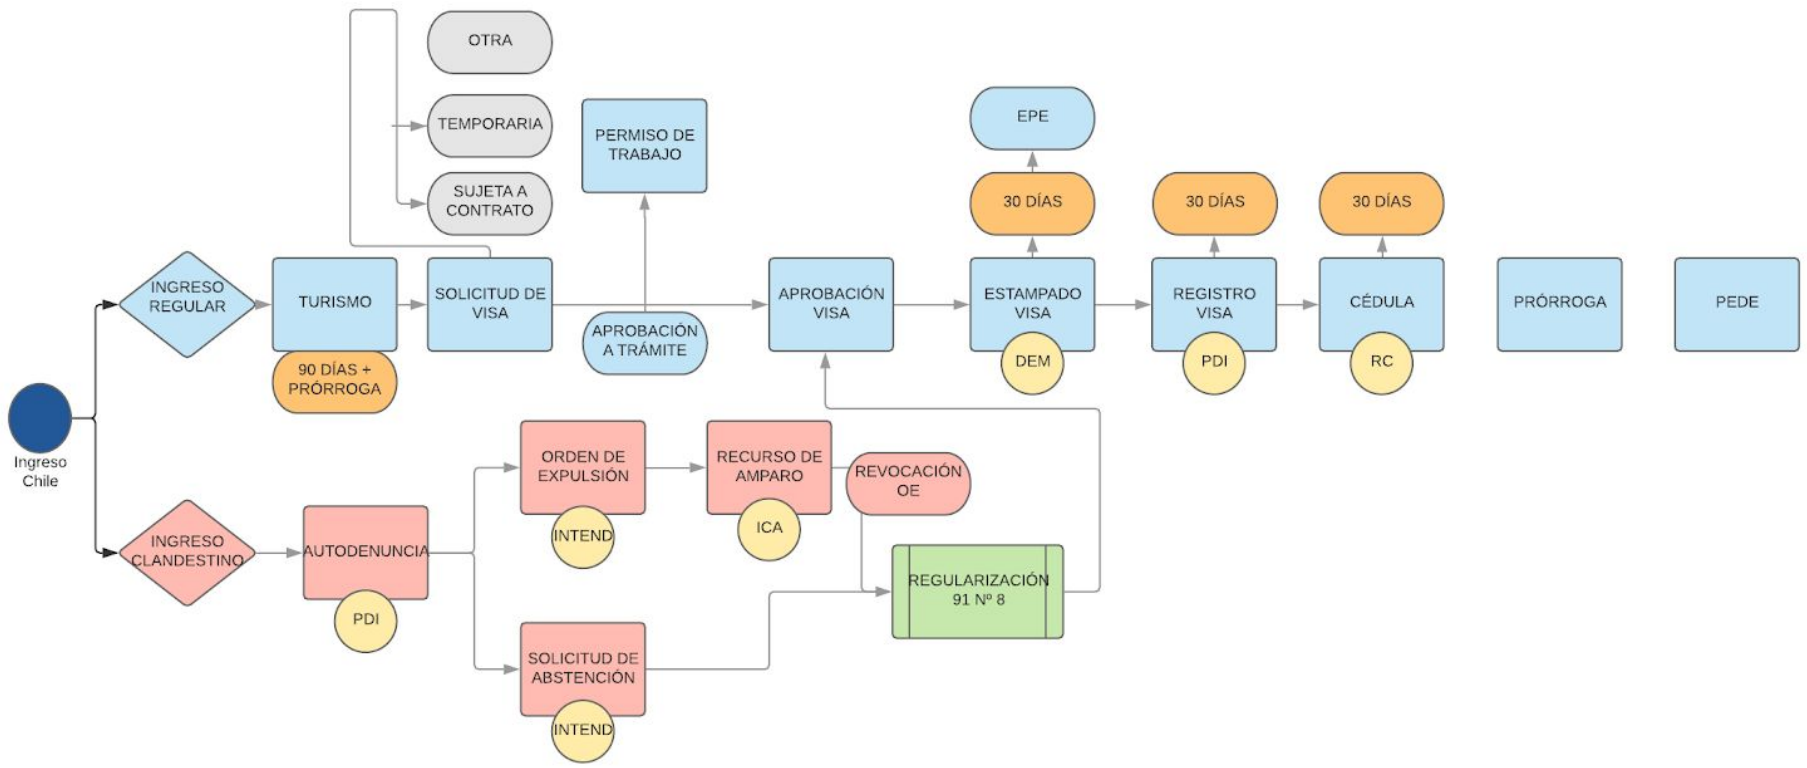 OTRA
TEMPORARIA
SUJETA A
CONTRATO
PERMISO DE
TRABAJO
EPE
30 DÍAS
30 DÍAS
30 DÍAS
INGRESO
REGULAR
TURISMO
90 DÍAS +
PRÓRROGA
SOLICITUD DE
VISA
APROBACIÓN
A TRÁMITE
APROBACIÓN
VISA
ESTAMPADO
VISA
DEM
REGISTRO
VISA
PDI
CÉDULA
RC
PRÓRROGA
PEDE
Ingreso
Chile
INGRESO
CLANDESTINO
AUTODENUNCIA
PDI
ORDEN DE
EXPULSIÓN
INTEND
RECURSO DE
AMPARO
ICA
REVOCACIÓN
OE
REGULARIZACIÓN
91 Nº 8
SOLICITUD DE
ABSTENCIÓN
INTEND